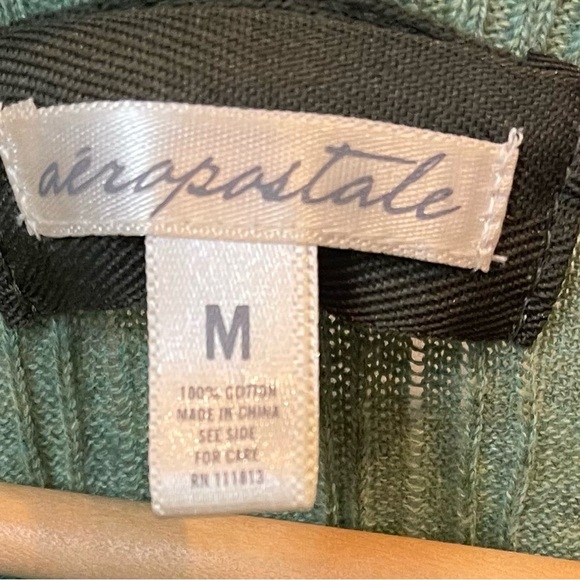 aéropostale
M
100% COTTON
MADE IN CHINA
SEE SIDE
FOR CARE
RN 111813